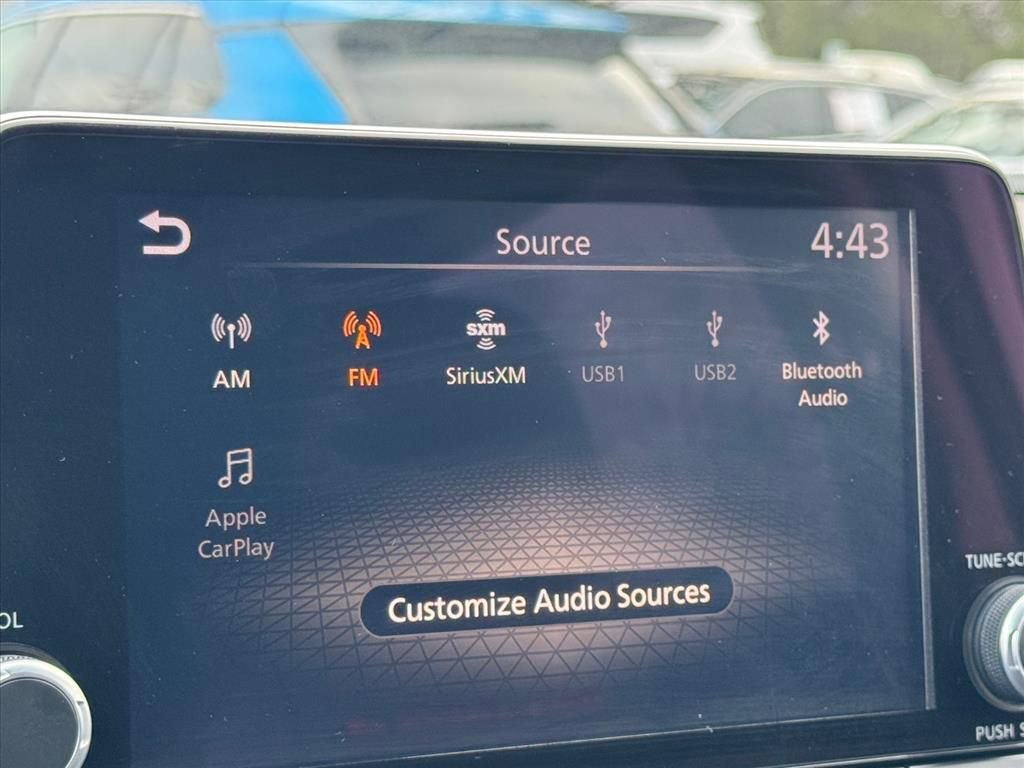 Source
4:43
AM
FM
sxm
SiriusXM
USB1
USB2
Bluetooth
Audio
Apple
CarPlay
Customize Audio Sources
OL
TUNE·SC
PUSH S